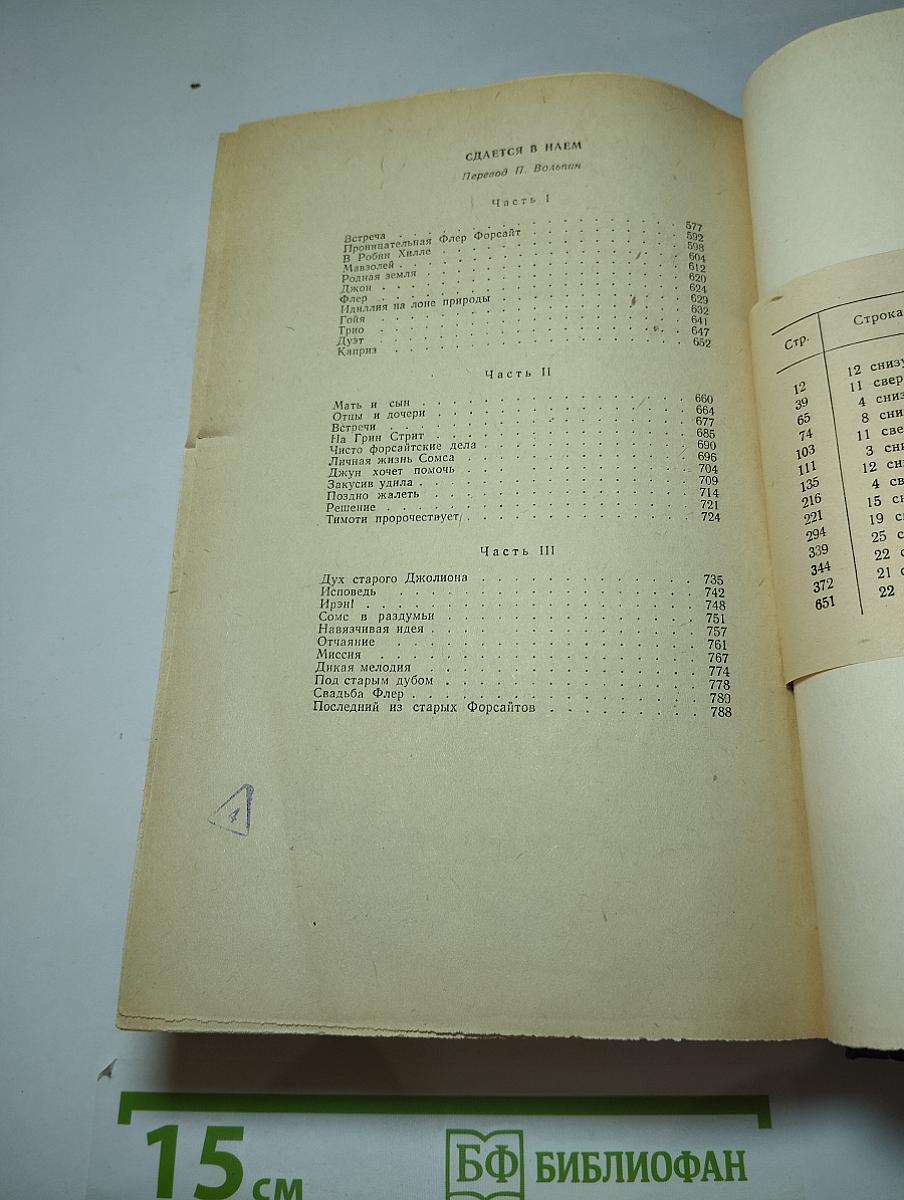 СДАЕТСЯ В НАЕМ
Перевод П. Вольпин
Часть I
Встреча . . . . . 577
Проницательная Флер Форсайт . . . . . 592
В Робин Хилле . . . . . 598
Мавзолей . . . . . 604
Родная земля . . . . . 612
Джон . . . . . 620
Флер . . . . . 624
Идиллия на лоне природы . . . . . 629
Гойя . . . . . 632
Трио . . . . . 641
Дуэт . . . . . 647
Каприз . . . . . 652
Часть II
Мать и сын . . . . . 660
Отцы и дочери . . . . . 664
Встречи . . . . . 677
На Грин Стрит . . . . . 685
Чисто форсайтские дела . . . . . 690
Личная жизнь Сомса . . . . . 696
Джун хочет помочь . . . . . 704
Закусив удила . . . . . 709
Поздно жалеть . . . . . 714
Решение . . . . . 721
Тимоти пророчествует . . . . . 724
Часть III
Дух старого Джолиона . . . . . 735
Исповедь . . . . . 742
Ирэн! . . . . . 748
Сомс в раздумьи . . . . . 751
Навязчивая идея . . . . . 757
Отчаяние . . . . . 761
Миссия . . . . . 767
Дикая мелодия . . . . . 774
Под старым дубом . . . . . 778
Свадьба Флер . . . . . 780
Последний из старых Форсайтов . . . . . 788
4
Стр. Строка
12 12 снизу
39 11 свер
65 4 сниз
74 8 сни
103 11 све
111 3 сни
135 12 сн
216 4 св
221 15 сн
294 19 с
339 25 с
344 22 с
372 21 с
651 22
15 см
БФ БИБЛИОФАН